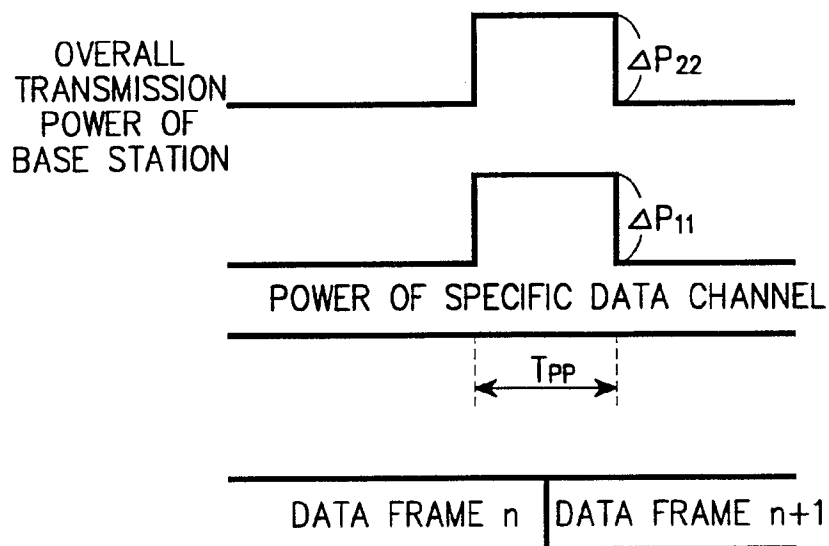 OVERALL
TRANSMISSION
POWER OF
BASE STATION
ΔP22
ΔP11
POWER OF SPECIFIC DATA CHANNEL
TPP
DATA FRAME n
DATA FRAME n+1